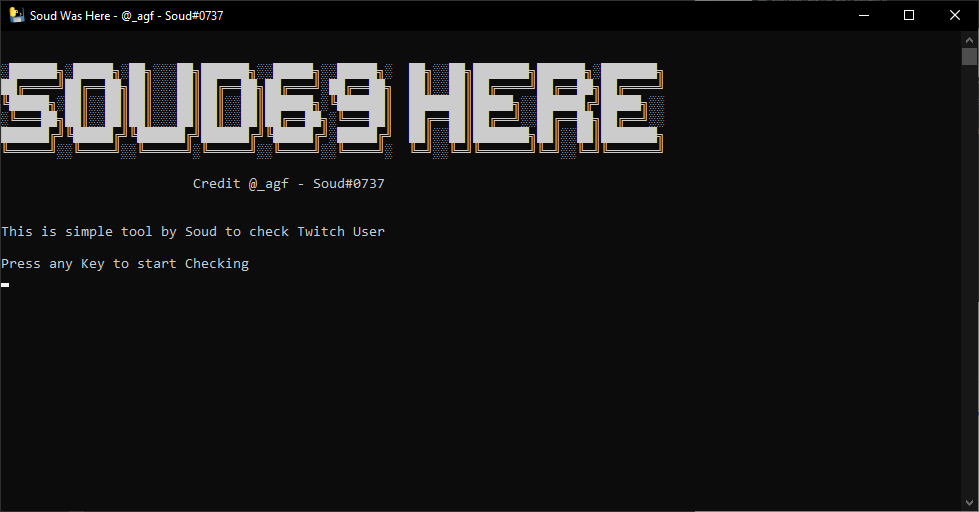 Soud Was Here - @_agf - Soud#0737
SOUD69 HERE
Credit @_agf - Soud#0737
This is simple tool by Soud to check Twitch User
Press any Key to start Checking